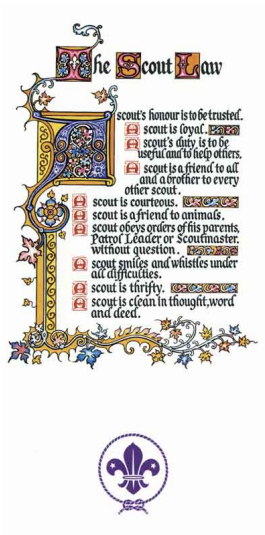 The Scout Law
A scout's honour is to be trusted.
A scout is loyal.
A scout's duty is to be
useful and to help others.
A scout is a friend to all
and a brother to every
other scout.
A scout is courteous.
A scout is a friend to animals.
A scout obeys orders of his parents,
Patrol Leader or Scoutmaster
without question.
A scout smiles and whistles under
all difficulties.
A scout is thrifty.
A scout is clean in thought, word
and deed.